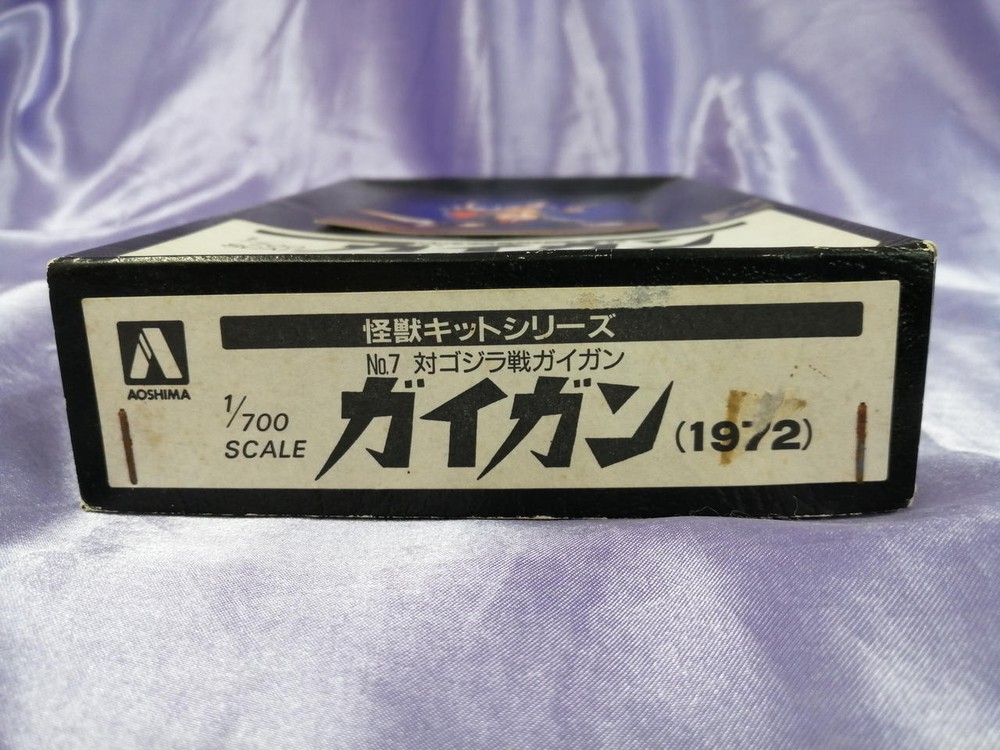 怪獣キットシリーズ
No.7 対ゴジラ戦ガイガン
AOSHIMA
1/700
SCALE
ガイガン (1972)